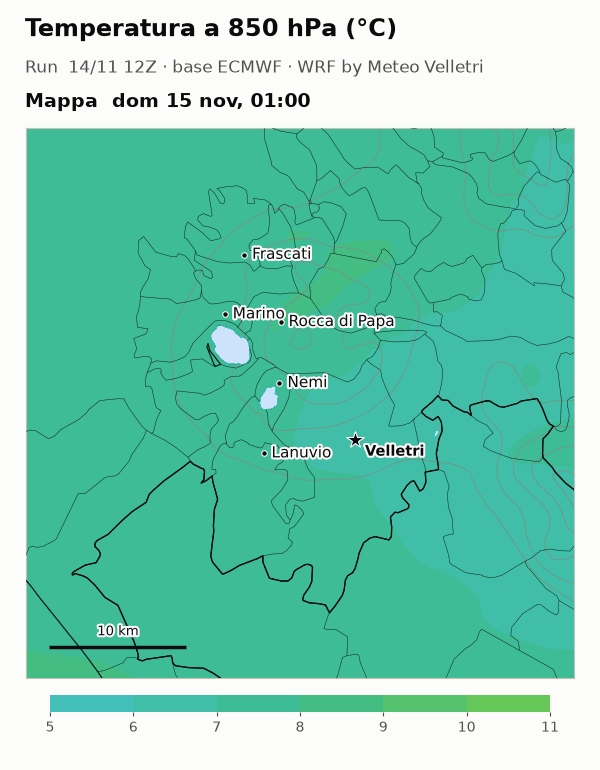 Temperatura a 850 hPa (°C)
Run  14/11 12Z · base ECMWF · WRF by Meteo Velletri
Mappa  dom 15 nov, 01:00
Frascati
Marino
Rocca di Papa
Nemi
Velletri
Lanuvio
10 km
5 6 7 8 9 10 11